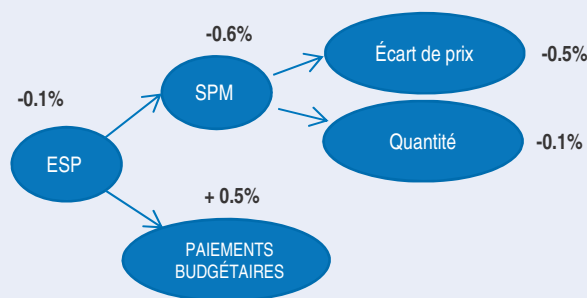 -0.6%
Écart de prix
-0.5%
-0.1%
SPM
Quantité
-0.1%
ESP
+ 0.5%
PAIEMENTS
BUDGÉTAIRES